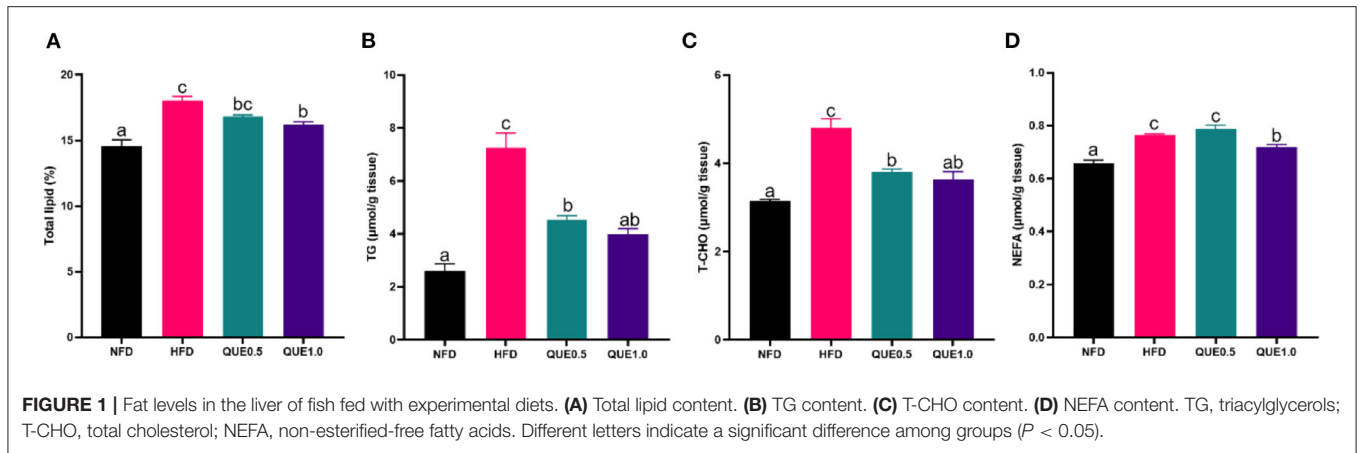 A
B
C
D
Total lipid (%)
20
15
10
5
0
a
c
bc
b
NFD HFD QUE0.5 QUE1.0
TG (µmol/g tissue)
10
8
6
4
2
0
a
c
b
ab
NFD HFD QUE0.5 QUE1.0
T-CHO (µmol/g tissue)
6
4
2
0
a
c
b
ab
NFD HFD QUE0.5 QUE1.0
NEFA (µmol/g tissue)
1.0
0.8
0.6
0.4
0.2
0.0
a
c
c
b
NFD HFD QUE0.5 QUE1.0
FIGURE 1 | Fat levels in the liver of fish fed with experimental diets. (A) Total lipid content. (B) TG content. (C) T-CHO content. (D) NEFA content. TG, triacylglycerols;
T-CHO, total cholesterol; NEFA, non-esterified-free fatty acids. Different letters indicate a significant difference among groups (P < 0.05).